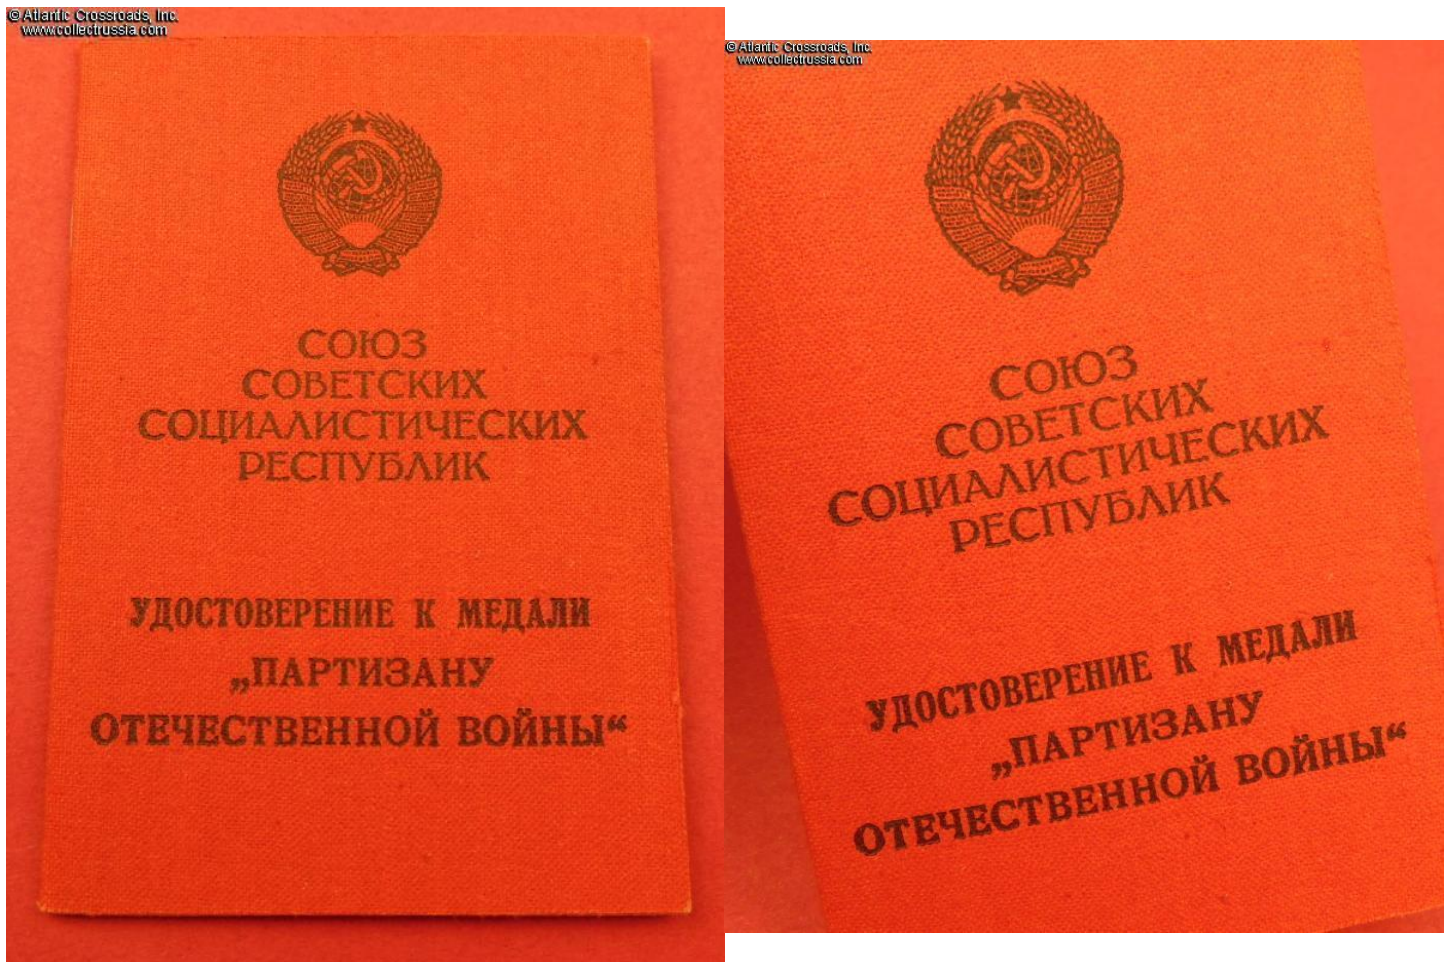 © Atlantic Crossroads, Inc.
www.collectrussia.com
СОЮЗ
СОВЕТСКИХ
СОЦИАЛИСТИЧЕСКИХ
РЕСПУБЛИК
УДОСТОВЕРЕНИЕ К МЕДАЛИ
„ПАРТИЗАНУ
ОТЕЧЕСТВЕННОЙ ВОЙНЫ“
© Atlantic Crossroads, Inc.
www.collectrussia.com
СОЮЗ
СОВЕТСКИХ
СОЦИАЛИСТИЧЕСКИХ
РЕСПУБЛИК
УДОСТОВЕРЕНИЕ К МЕДАЛИ
„ПАРТИЗАНУ
ОТЕЧЕСТВЕННОЙ ВОЙНЫ“